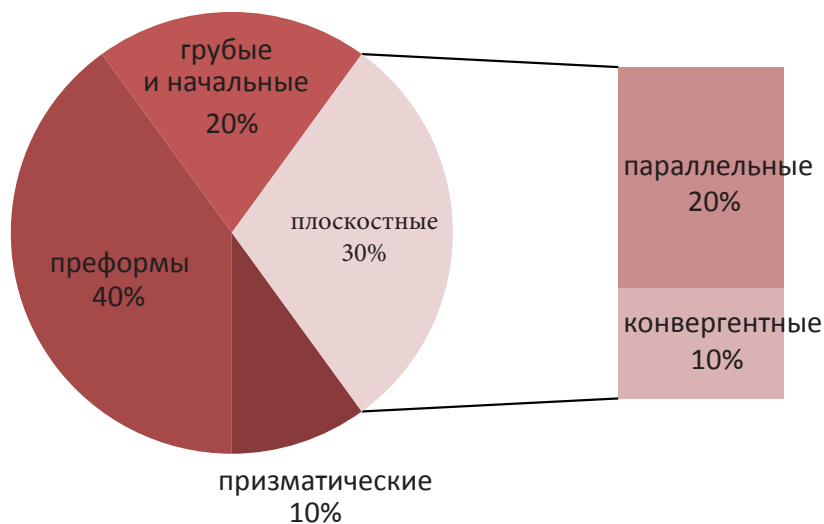 грубые
и начальные
20%
плоскостные
30%
преформы
40%
призматические
10%
параллельные
20%
конвергентные
10%